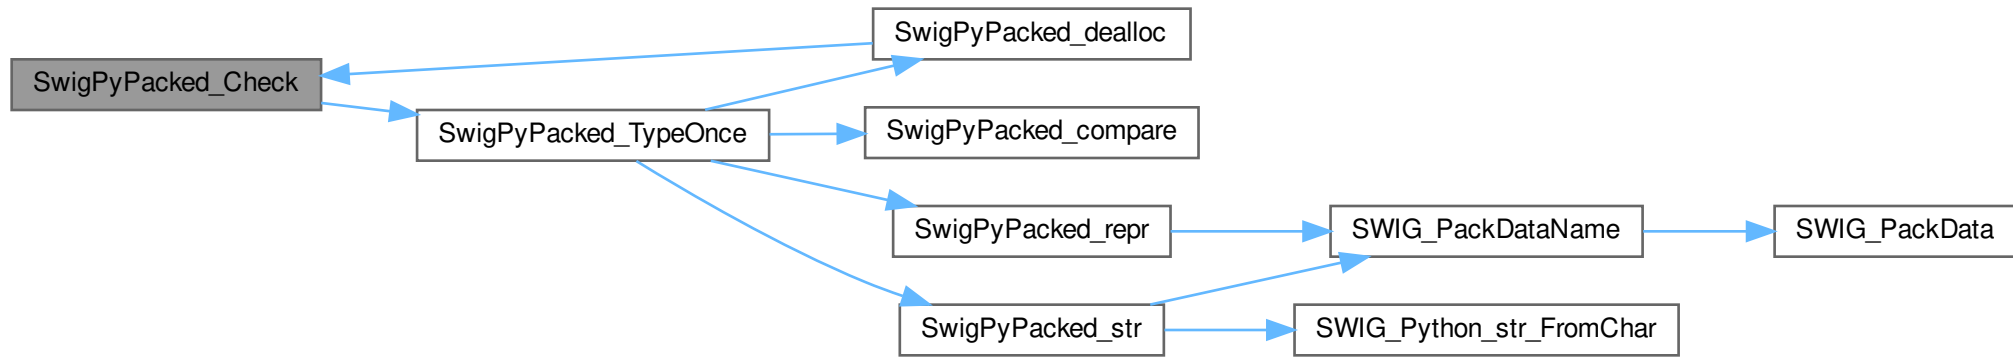 SwigPyPacked_Check
SwigPyPacked_TypeOnce
SwigPyPacked_dealloc
SwigPyPacked_compare
SwigPyPacked_repr
SwigPyPacked_str
SWIG_PackDataName
SWIG_Python_str_FromChar
SWIG_PackData